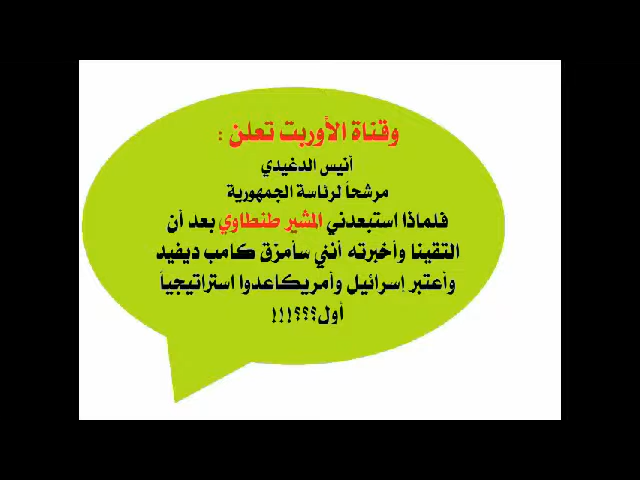 وقناة الأوربت تعلن :
أنيس الدغيدي
مرشحاً لرئاسة الجمهورية
فلماذا استبعدني المشير طنطاوي بعد أن
التقينا وأخبرته أنني سأمزق كامب ديفيد
وأعتبر إسرائيل وأمريكاعدوا استراتيجياً
أول؟؟؟!!!